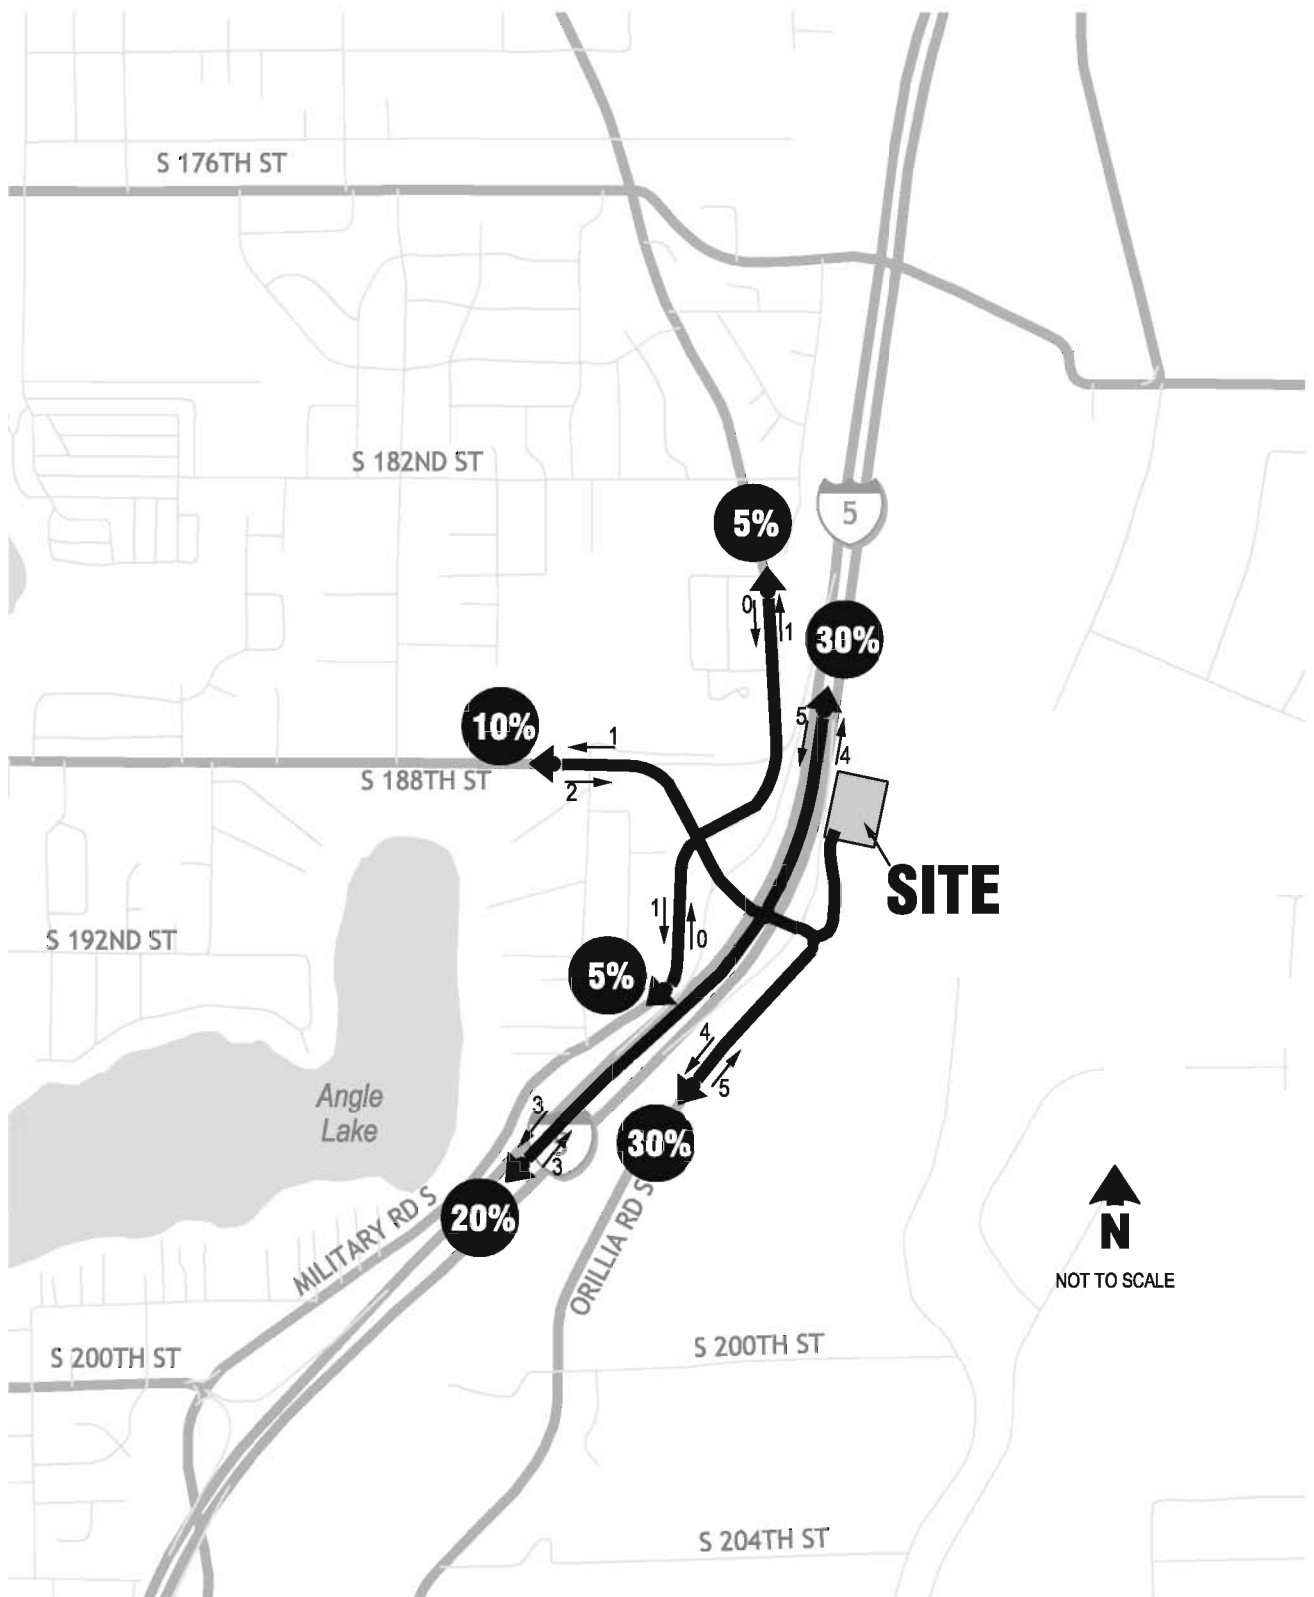 S 176TH ST
S 182ND ST
5%
5
0
1
30%
10%
1
5
4
S 188TH ST
2
SITE
1
0
S 192ND ST
5%
4
5
Angle
Lake
3
3
30%
20%
MILITARY RD S
ORILLIA RD S
N
NOT TO SCALE
S 200TH ST
S 200TH ST
S 204TH ST